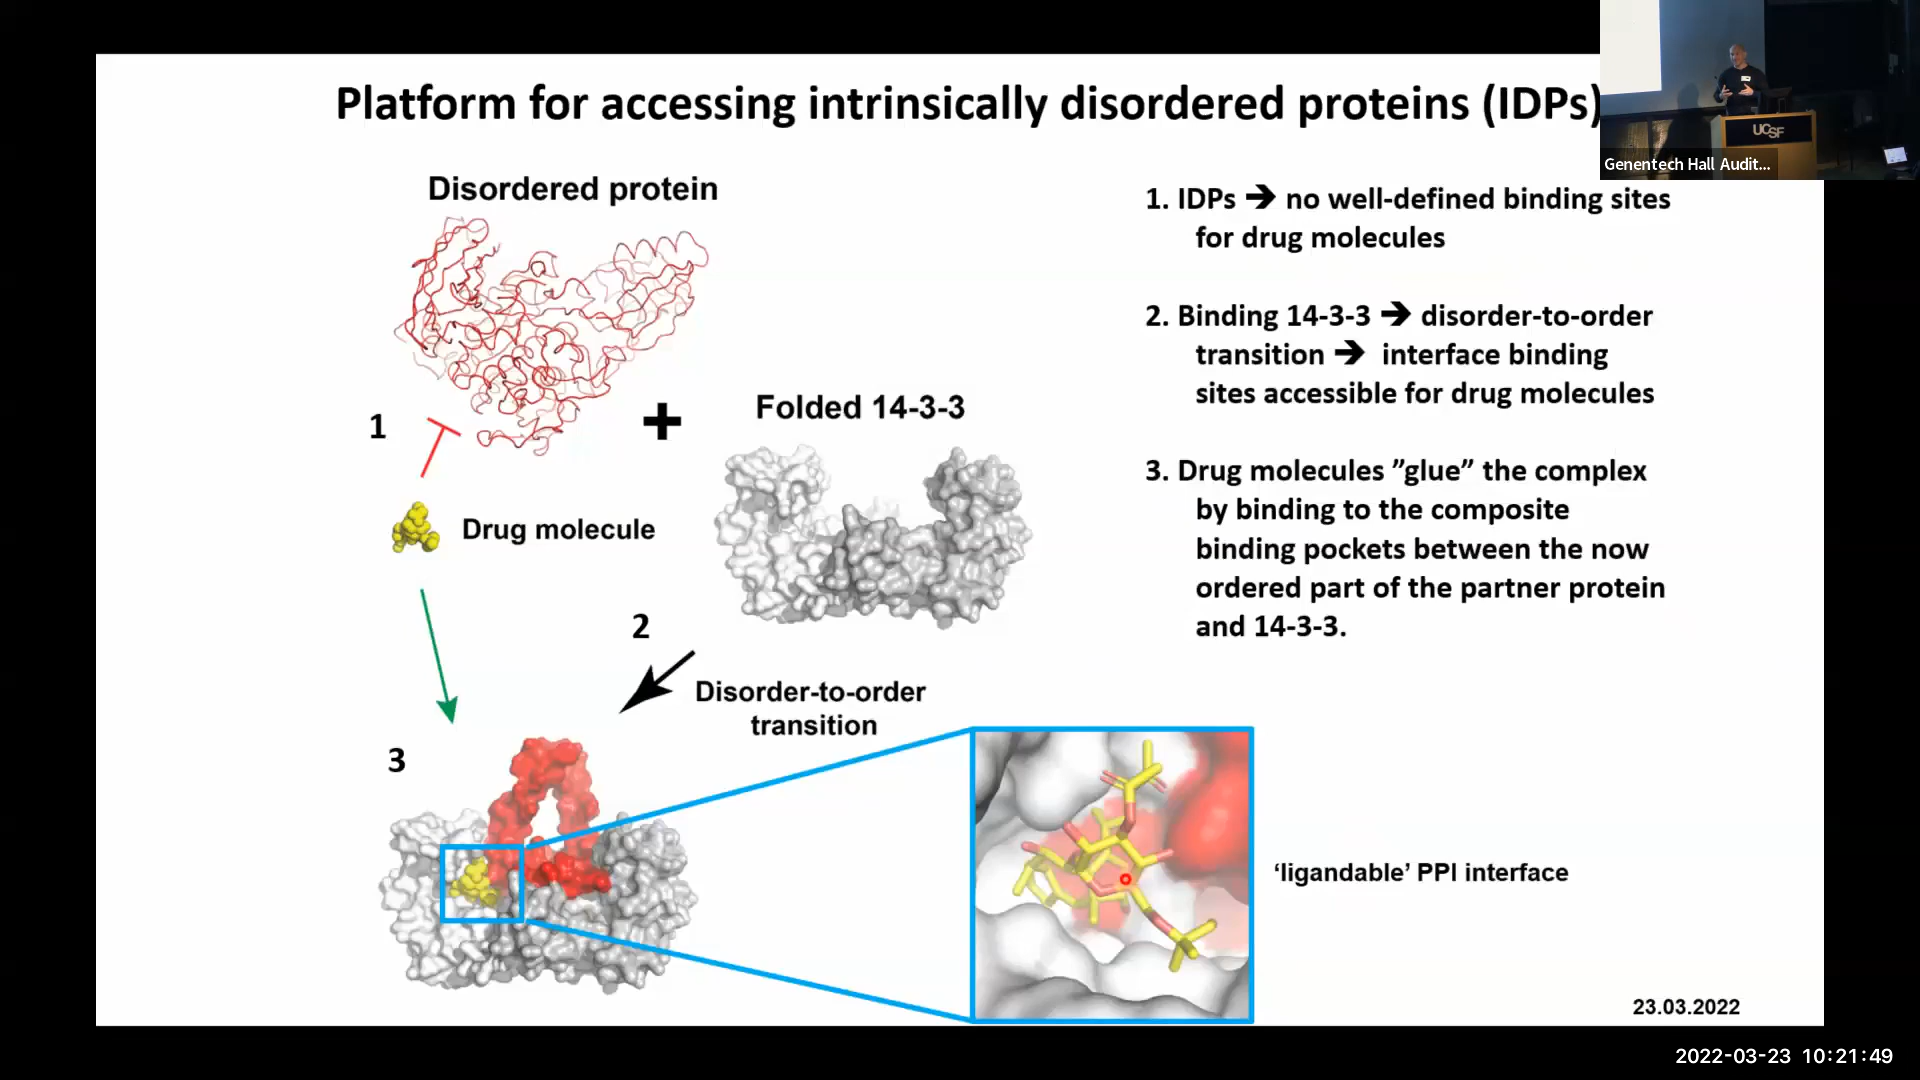 Platform for accessing intrinsically disordered proteins (IDPs)
Disordered protein
1
+
Folded 14-3-3
Drug molecule
2
Disorder-to-order
transition
3
1. IDPs ➔ no well-defined binding sites
for drug molecules
2. Binding 14-3-3 ➔ disorder-to-order
transition ➔ interface binding
sites accessible for drug molecules
3. Drug molecules ”glue” the complex
by binding to the composite
binding pockets between the now
ordered part of the partner protein
and 14-3-3.
‘ligandable’ PPI interface
23.03.2022
UCSF
Genentech Hall Audit...
2022-03-23 10:21:49